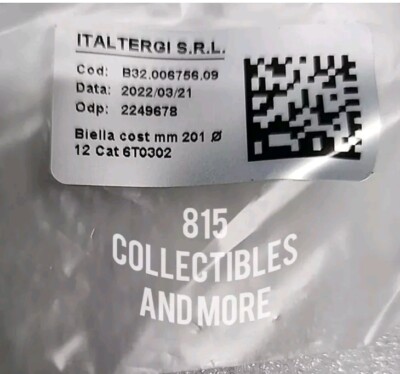 ITALTERGI S.R.L.
Cod: B32.006756.09
Data: 2022/03/21
Odp: 2249678
Biella cost mm 201 Ø
12 Cat 6T0302
815
COLLECTIBLES
AND MORE